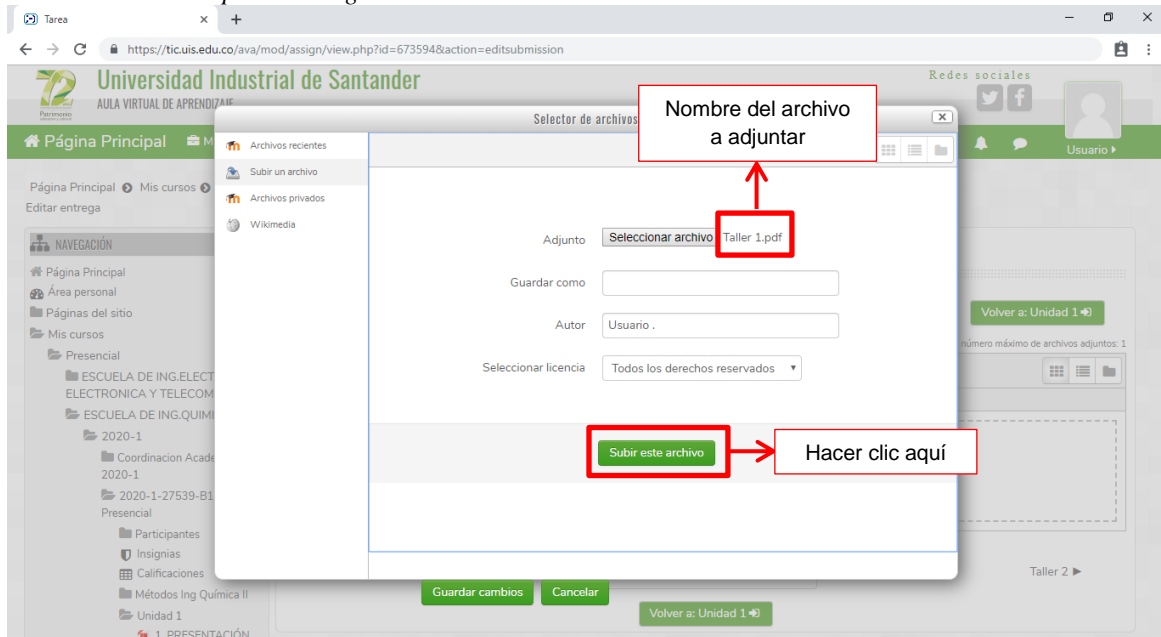 Tarea
https://tic.uis.edu.co/ava/mod/assign/view.php?id=673594&action=editsubmission
Universidad Industrial de Santander
AULA VIRTUAL DE APRENDIZAJE
Redes sociales
72
Patrimonio
Página Principal
Usuario
Página Principal Mis cursos
Editar entrega
NAVEGACIÓN
Página Principal
Área personal
Páginas del sitio
Mis cursos
Presencial
ESCUELA DE ING.ELECT
ELECTRONICA Y TELECOM
ESCUELA DE ING.QUIMI
2020-1
Coordinacion Acade
2020-1
2020-1-27539-B1
Presencial
Participantes
Insignias
Calificaciones
Métodos Ing Química II
Unidad 1
1. PRESENTACIÓN
Selector de archivos
Archivos recientes
Subir un archivo
Archivos privados
Wikimedia
Nombre del archivo
a adjuntar
Adjunto Seleccionar archivo Taller 1.pdf
Guardar como
Autor Usuario .
Seleccionar licencia Todos los derechos reservados
Subir este archivo
Hacer clic aquí
Volver a: Unidad 1
número máximo de archivos adjuntos: 1
Taller 2 ►
Guardar cambios Cancelar
Volver a: Unidad 1